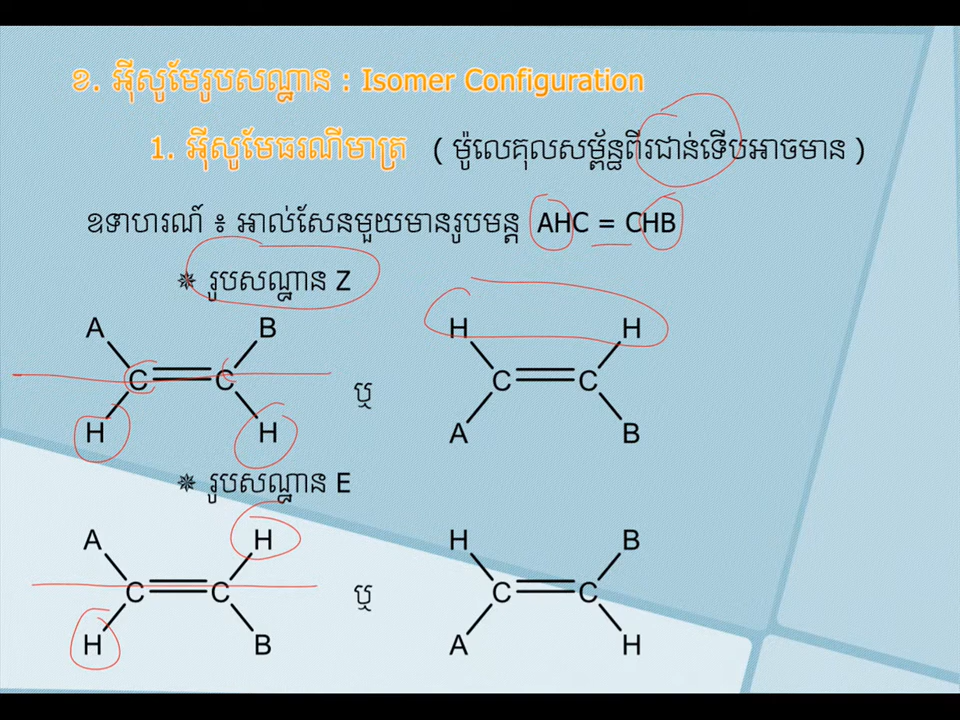 ខ. អ៊ីសូមែរូបសណ្ឋាន : Isomer Configuration
1. អ៊ីសូមែធរណីមាត្រ ( ម៉ូលេគុលសម្ព័ន្ធពីរជាន់ទើបអាចមាន )
ឧទាហរណ៍ ៖ អាល់សែនមួយមានរូបមន្ត AHC = CHB
✵ រូបសណ្ឋាន Z
A B H H
C C ឬ C C
H H A B
✵ រូបសណ្ឋាន E
A H H B
C C ឬ C C
H B A H